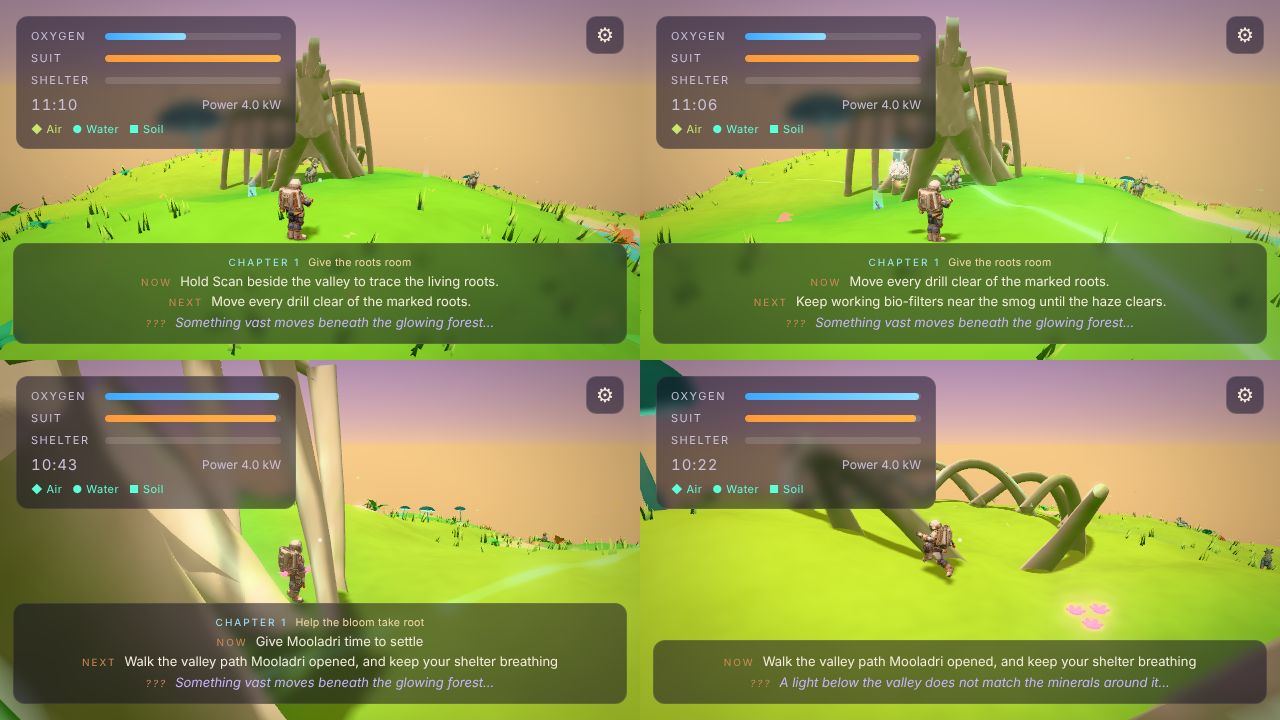 OXYGEN
SUIT
SHELTER
11:10 Power 4.0 kW
Air Water Soil
CHAPTER 1 Give the roots room
NOW Hold Scan beside the valley to trace the living roots.
NEXT Move every drill clear of the marked roots.
??? Something vast moves beneath the glowing forest...
OXYGEN
SUIT
SHELTER
11:06 Power 4.0 kW
Air Water Soil
CHAPTER 1 Give the roots room
NOW Move every drill clear of the marked roots.
NEXT Keep working bio-filters near the smog until the haze clears.
??? Something vast moves beneath the glowing forest...
OXYGEN
SUIT
SHELTER
10:43 Power 4.0 kW
Air Water Soil
CHAPTER 1 Help the bloom take root
NOW Give Mooladri time to settle
NEXT Walk the valley path Mooladri opened, and keep your shelter breathing
??? Something vast moves beneath the glowing forest...
OXYGEN
SUIT
SHELTER
10:22 Power 4.0 kW
Air Water Soil
NOW Walk the valley path Mooladri opened, and keep your shelter breathing
??? A light below the valley does not match the minerals around it...